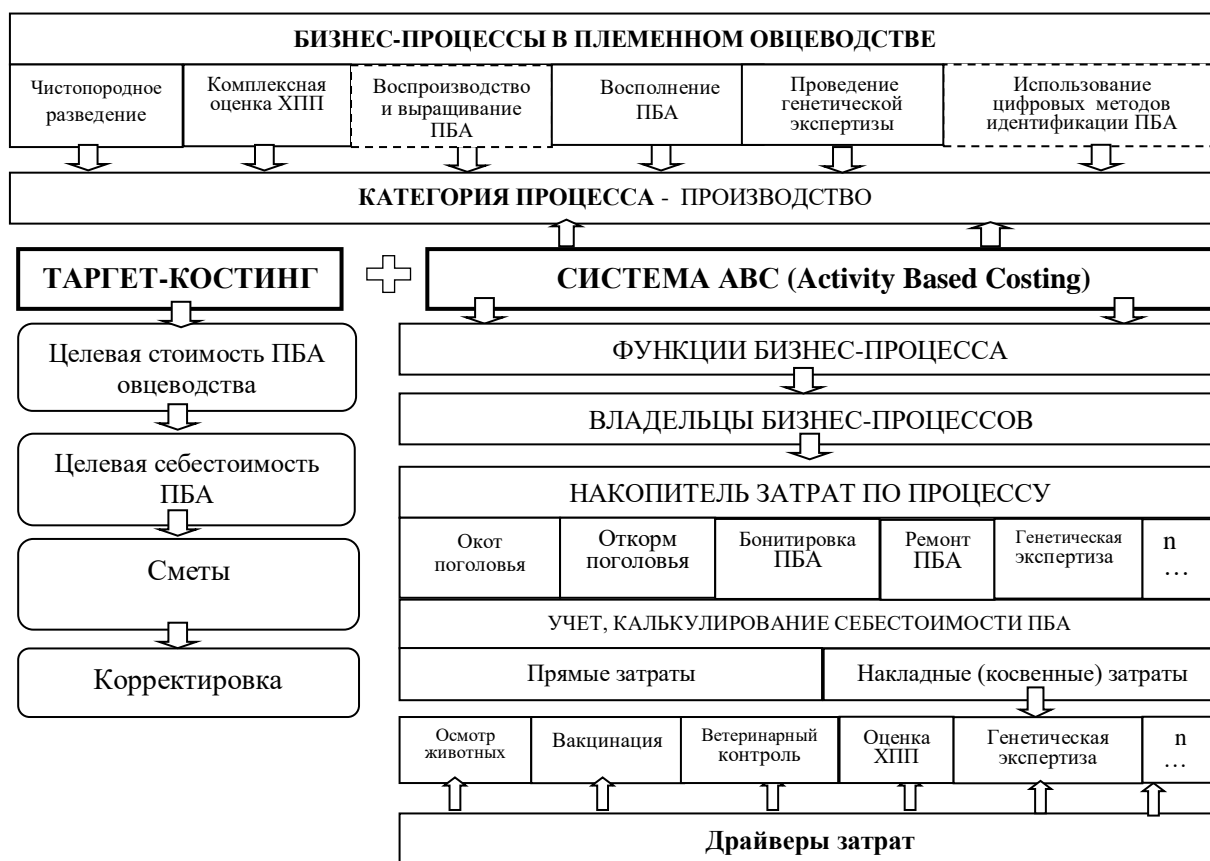 БИЗНЕС-ПРОЦЕССЫ В ПЛЕМЕННОМ ОВЦЕВОДСТВЕ
Чистопородное
разведение
Комплексная
оценка ХПП
Воспроизводство
и выращивание
ПБА
Восполнение
ПБА
Проведение
генетической
экспертизы
Использование
цифровых методов
идентификации ПБА
КАТЕГОРИЯ ПРОЦЕССА - ПРОИЗВОДСТВО
ТАРГЕТ-КОСТИНГ
СИСТЕМА АВС (Activity Based Costing)
Целевая стоимость ПБА
овцеводства
Целевая себестоимость
ПБА
Сметы
Корректировка
ФУНКЦИИ БИЗНЕС-ПРОЦЕССА
ВЛАДЕЛЬЦЫ БИЗНЕС-ПРОЦЕССОВ
НАКОПИТЕЛЬ ЗАТРАТ ПО ПРОЦЕССУ
Окот
поголовья
Откорм
поголовья
Бонитировка
ПБА
Ремонт
ПБА
Генетическая
экспертиза
n
…
УЧЕТ, КАЛЬКУЛИРОВАНИЕ СЕБЕСТОИМОСТИ ПБА
Прямые затраты
Накладные (косвенные) затраты
Осмотр
животных
Вакцинация
Ветеринарный
контроль
Оценка
ХПП
Генетическая
экспертиза
n
…
Драйверы затрат